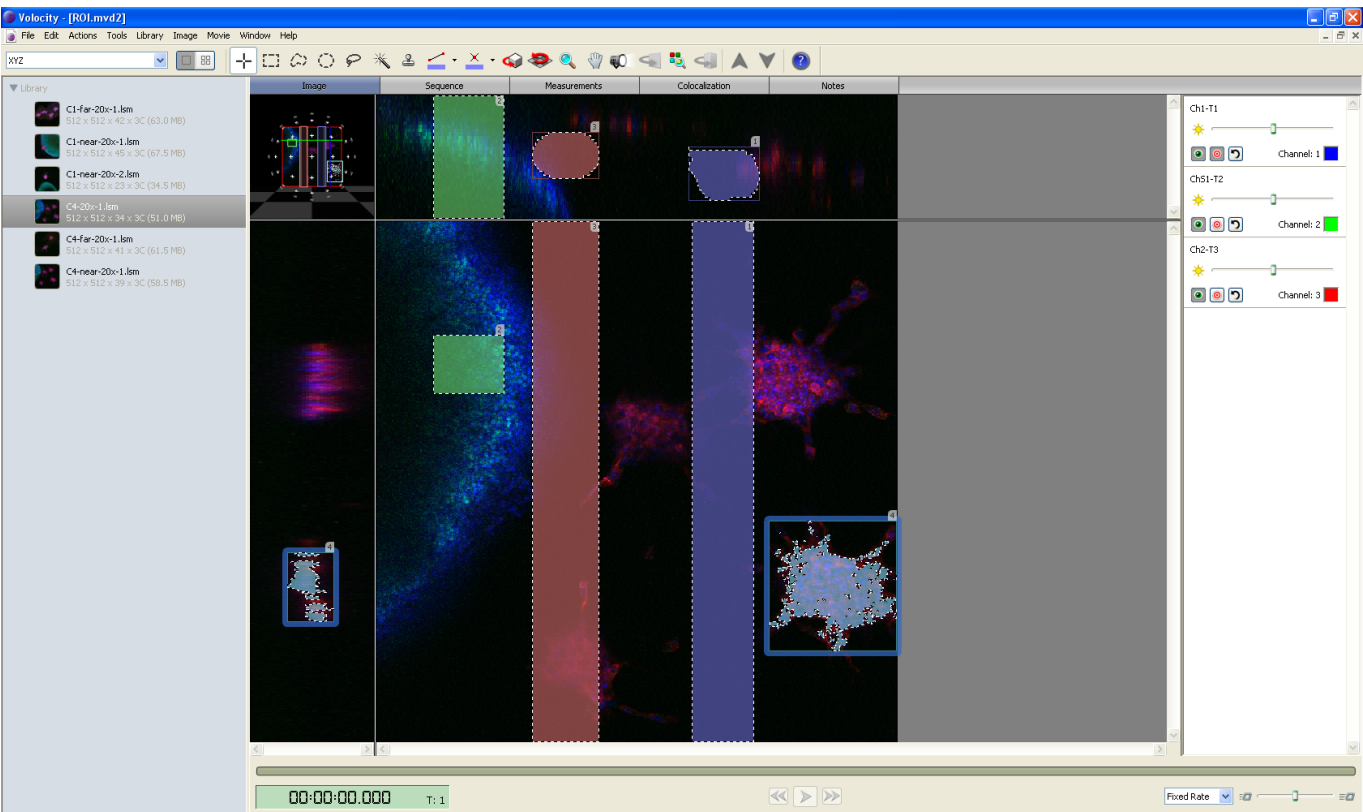 Volocity - [ROI.mvd2]
File Edit Actions Tools Library Image Movie Window Help
XYZ
Image Sequence Measurements Colocalization Notes
Library
C1-far-20x-1.lsm
512 x 512 x 42 x 3C (63.0 MB)
C1-near-20x-1.lsm
512 x 512 x 45 x 3C (67.5 MB)
C1-near-20x-2.lsm
512 x 512 x 23 x 3C (34.5 MB)
C4-20x-1.lsm
512 x 512 x 34 x 3C (51.0 MB)
C4-far-20x-1.lsm
512 x 512 x 41 x 3C (61.5 MB)
C4-near-20x-1.lsm
512 x 512 x 39 x 3C (58.5 MB)
2
3
1
3
1
2
4
4
Ch1-T1
Channel: 1
ChS1-T2
Channel: 2
Ch2-T3
Channel: 3
00:00:00.000 T: 1
Fixed Rate